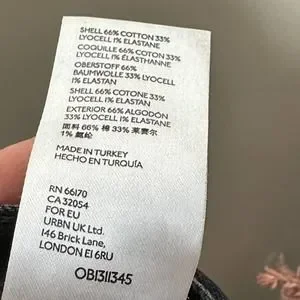 SHELL 66% COTTON 33%
LYOCELL 1% ELASTANE
COQUILLE 66% COTON 33%
LYOCELL 1% ELASTHANNE
OBERSTOFF 66%
BAUMWOLLE 33% LYOCELL
1% ELASTAN
SHELL 66% COTONE 33%
LYOCELL 1% ELASTAN
EXTERIOR 66% ALGODON
33% LYOCELL 1% ELASTANE
面料 66% 棉 33% 莱赛尔
1% 氨纶
MADE IN TURKEY
HECHO EN TURQUÍA
RN 66170
CA 32054
FOR EU
URBN UK Ltd.
146 Brick Lane,
LONDON E1 6RU
OB1311345